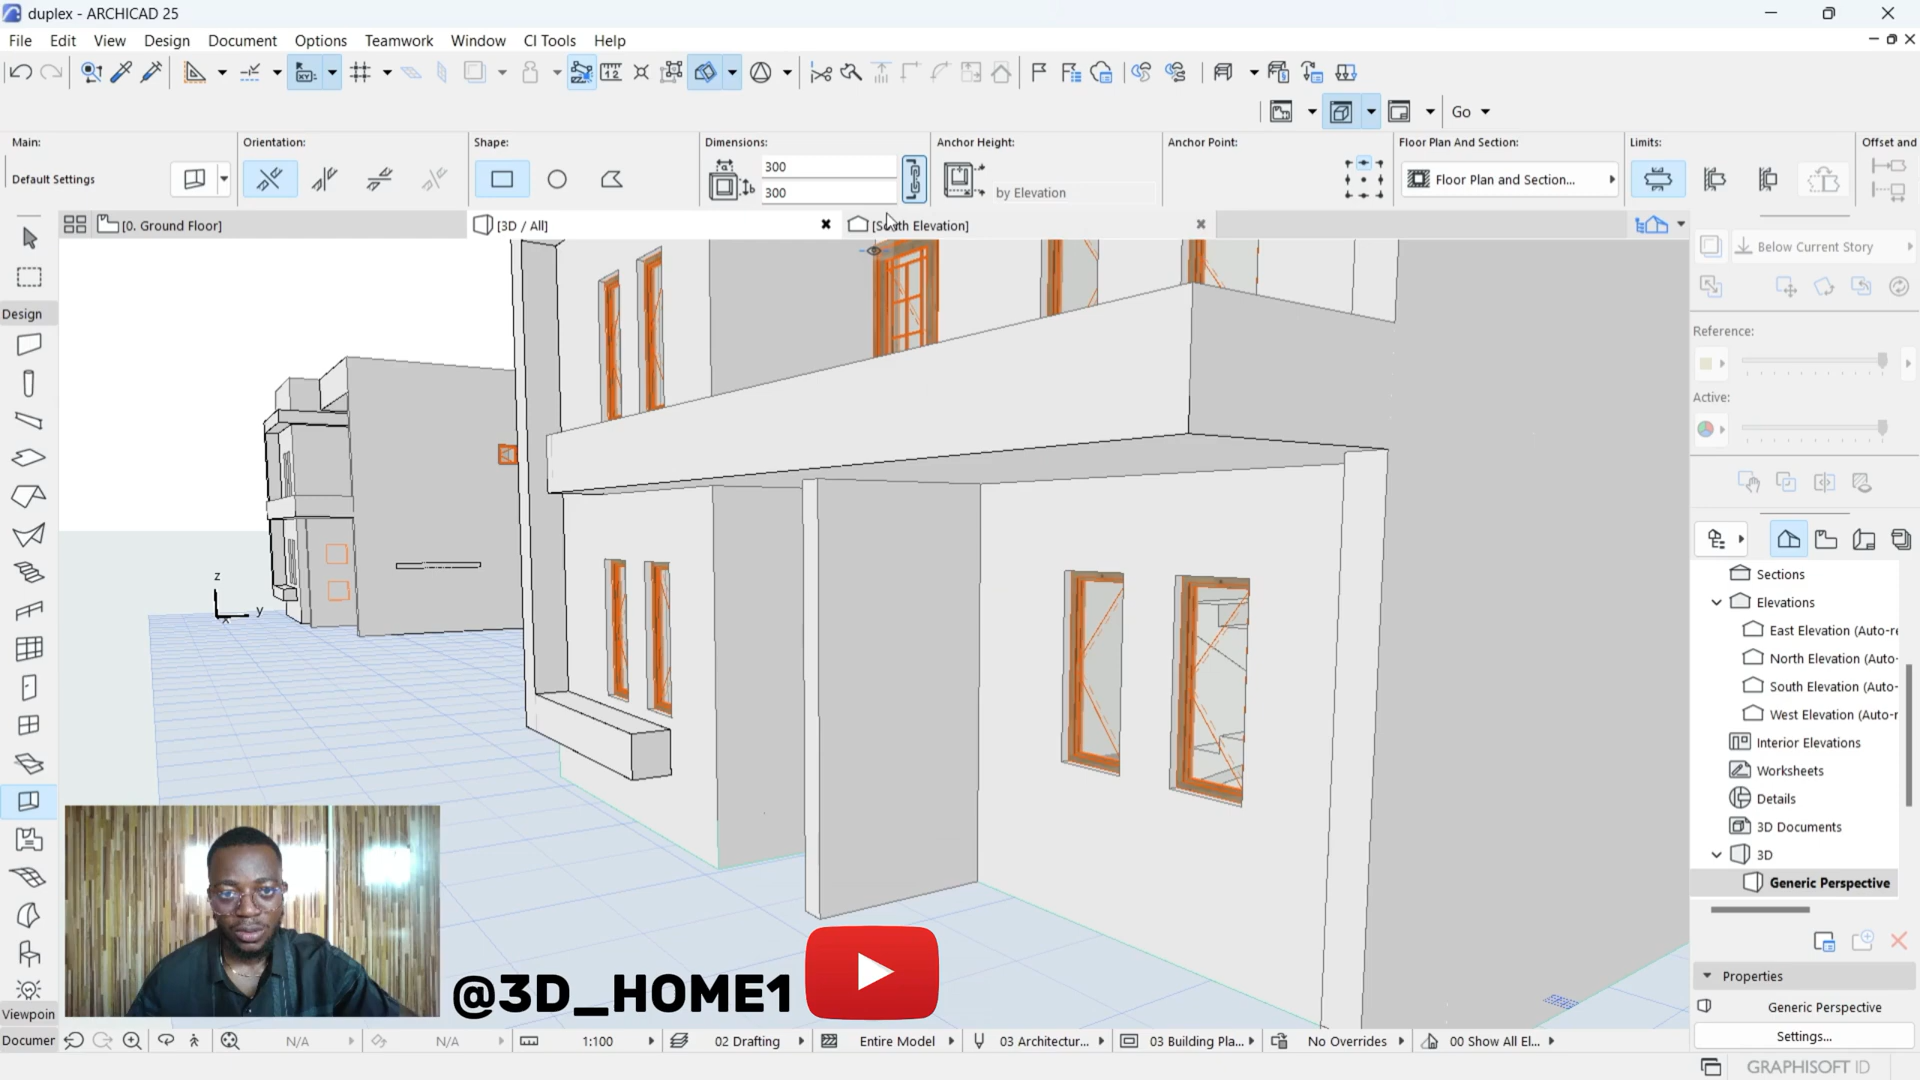 duplex - ARCHICAD 25
File Edit View Design Document Options Teamwork Window CI Tools Help
Go
Main: Orientation: Shape: Dimensions: Anchor Height: Anchor Point: Floor Plan And Section: Limits: Offset and
Default Settings
300
300
by Elevation
Floor Plan and Section...
[0. Ground Floor] [3D / All] [South Elevation]
Below Current Story
Design
Reference:
Active:
Sections
Elevations
East Elevation (Auto-re
North Elevation (Auto-
South Elevation (Auto-
West Elevation (Auto-r
Interior Elevations
Worksheets
Details
3D Documents
3D
Generic Perspective
z
y
x
@3D_HOME1
Properties
Generic Perspective
Settings...
Viewpoin
Documer
N/A N/A 1:100 02 Drafting Entire Model 03 Architectur... 03 Building Pla... No Overrides 00 Show All El...
GRAPHISOFT ID